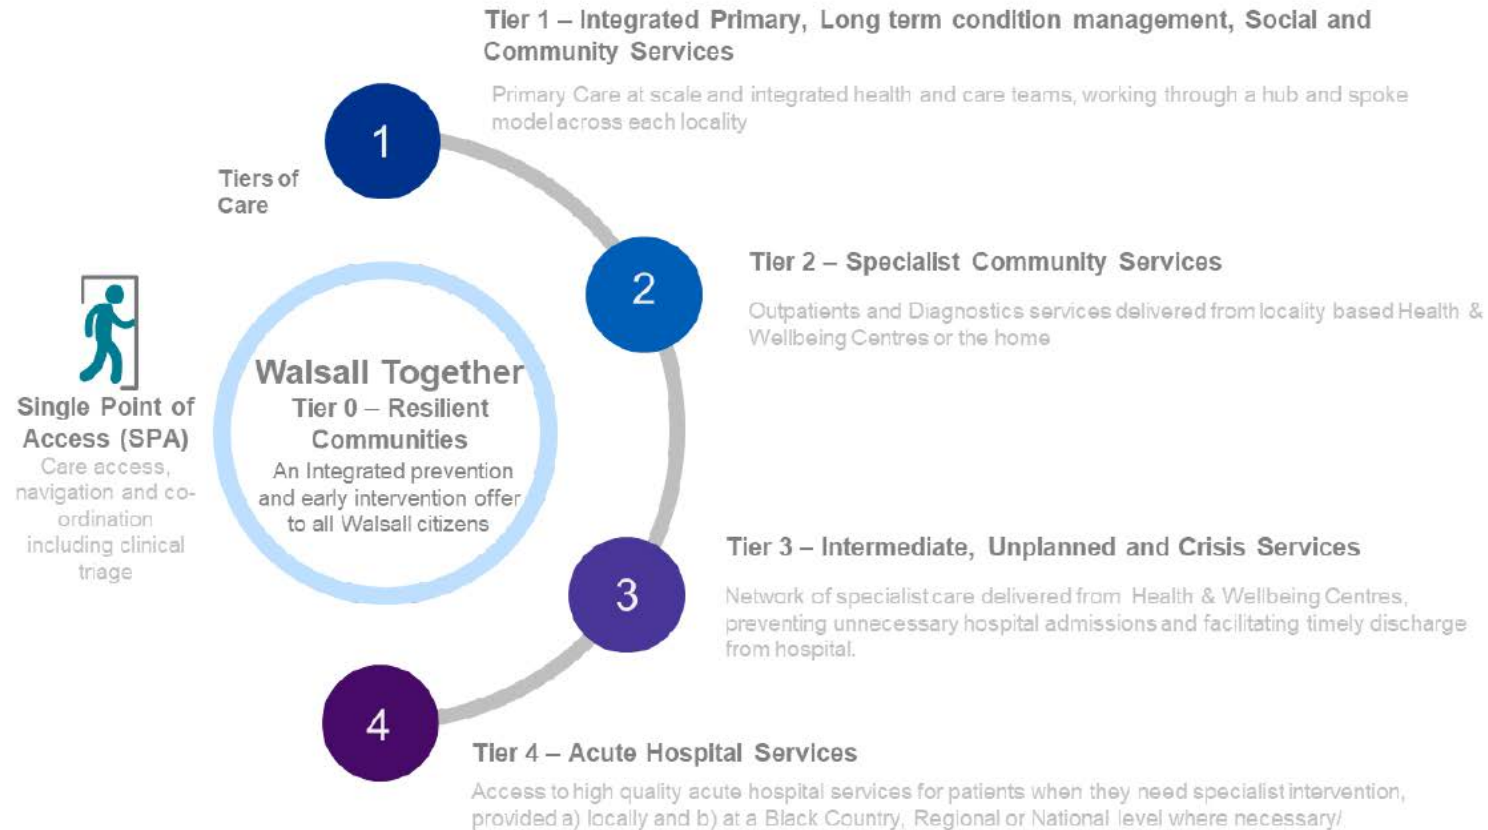 Tier 1 – Integrated Primary, Long term condition management, Social and
Community Services
Primary Care at scale and integrated health and care teams, working through a hub and spoke
model across each locality
1
Tiers of
Care
2
Tier 2 – Specialist Community Services
Outpatients and Diagnostics services delivered from locality based Health &
Wellbeing Centres or the home
Single Point of
Access (SPA)
Care access,
navigation and co-
ordination
including clinical
triage
Walsall Together
Tier 0 – Resilient
Communities
An Integrated prevention
and early intervention offer
to all Walsall citizens
3
Tier 3 – Intermediate, Unplanned and Crisis Services
Network of specialist care delivered from Health & Wellbeing Centres,
preventing unnecessary hospital admissions and facilitating timely discharge
from hospital.
4
Tier 4 – Acute Hospital Services
Access to high quality acute hospital services for patients when they need specialist intervention,
provided a) locally and b) at a Black Country, Regional or National level where necessary/